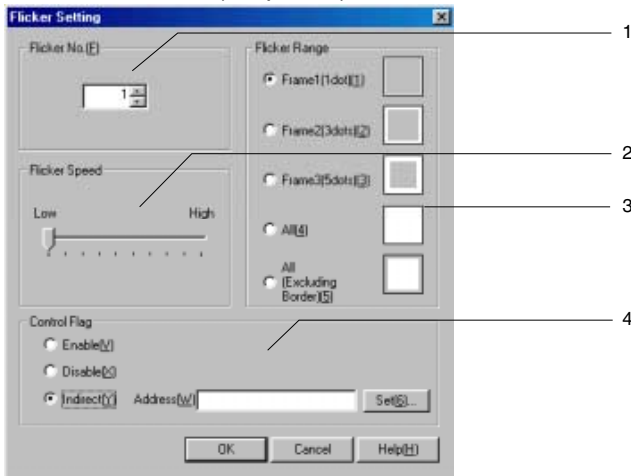 Flicker Setting
Flicker No.(F)
1
Flicker Speed
Low High
Flicker Range
Frame1(1dot)(1)
Frame2(3dots)(2)
Frame3(5dots)(3)
All(4)
All
(Excluding
Border)(5)
Control Flag
Enable(V)
Disable(X)
Indirect(Y) Address(W) Set(6)...
OK Cancel Help(H)
1
2
3
4